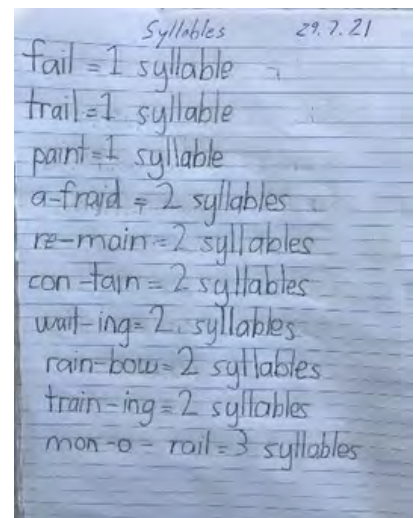 Syllables 29.7.21
fail = 1 syllable
trail = 1 syllable
paint = 1 syllable
a-fraid = 2 syllables
re-main = 2 syllables
con-tain = 2 syllables
wait-ing = 2 syllables
rain-bow = 2 syllables
train-ing = 2 syllables
mon-o-rail = 3 syllables